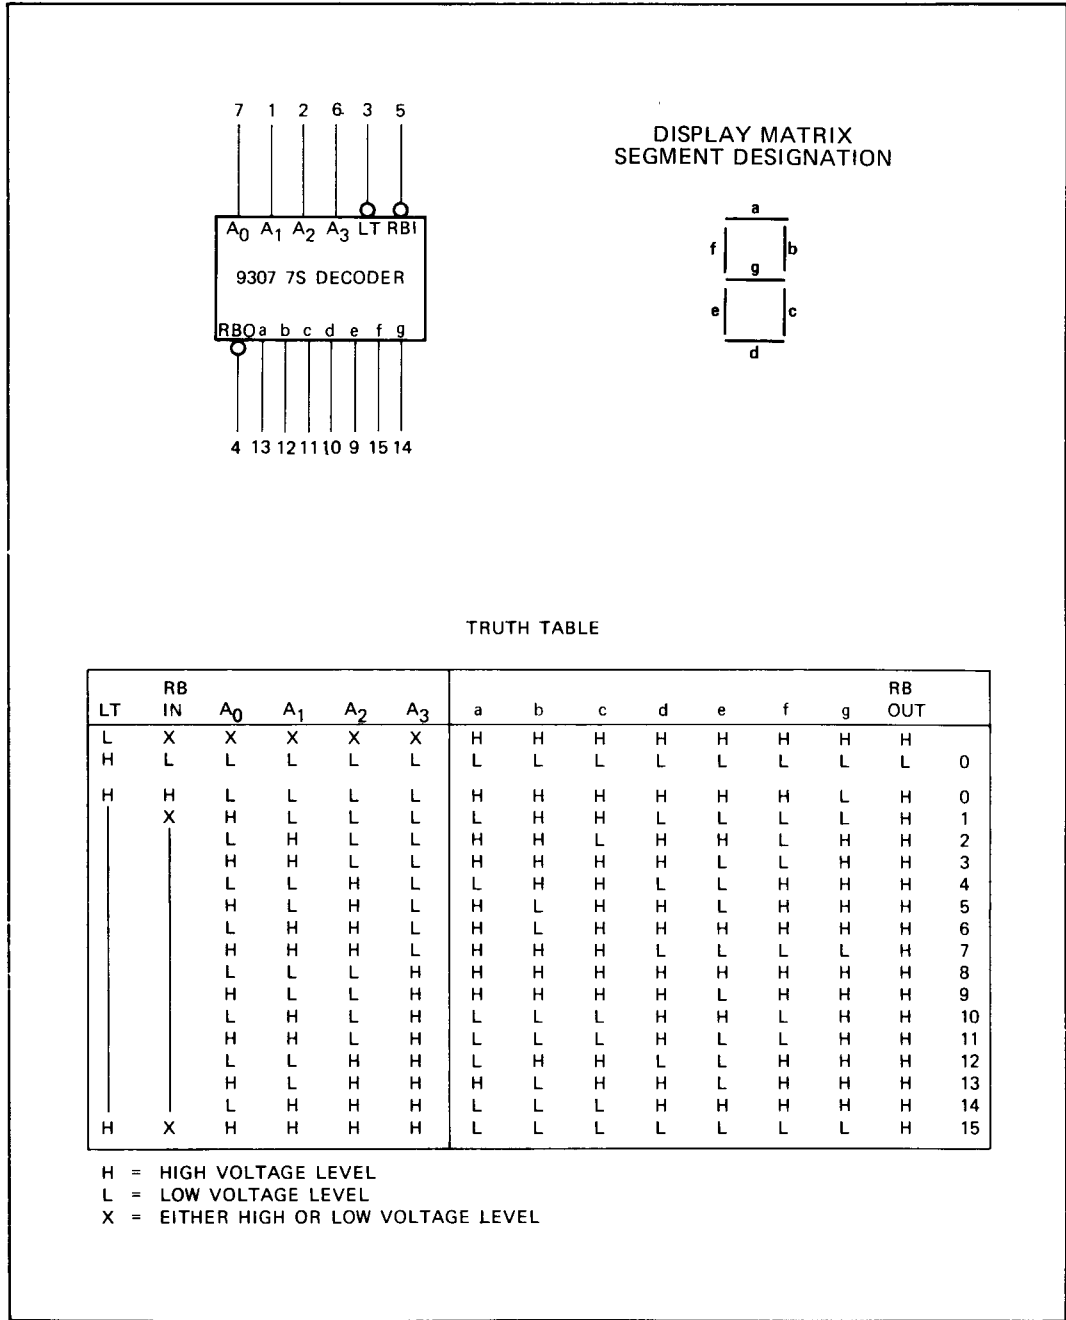 7 1 2 6 3 5
A0 A1 A2 A3 LT RBI
9307 7S DECODER
RBO a b c d e f g
4 13 12 11 10 9 15 14
DISPLAY MATRIX
SEGMENT DESIGNATION
a
f b
g
e c
d
TRUTH TABLE
RB RB
LT IN A0 A1 A2 A3 a b c d e f g OUT
L X X X X X H H H H H H H H
H L L L L L L L L L L L L L 0
H H L L L L H H H H H H L H 0
X H L L L L H H L L L L H 1
L H L L H H L H H L H H 2
H H L L H H H H L L H H 3
L L H L L H H L L H H H 4
H L H L H L H H L H H H 5
L H H L H L H H H H H H 6
H H H L H H H L L L L H 7
L L L H H H H H H H H H 8
H L L H H H H H L H H H 9
L H L H L L L H H L H H 10
H H L H L L L H L L H H 11
L L H H L H H L L H H H 12
H L H H H L H H L H H H 13
L H H H L L L H H H H H 14
H X H H H H L L L L L L L H 15
H = HIGH VOLTAGE LEVEL
L = LOW VOLTAGE LEVEL
X = EITHER HIGH OR LOW VOLTAGE LEVEL